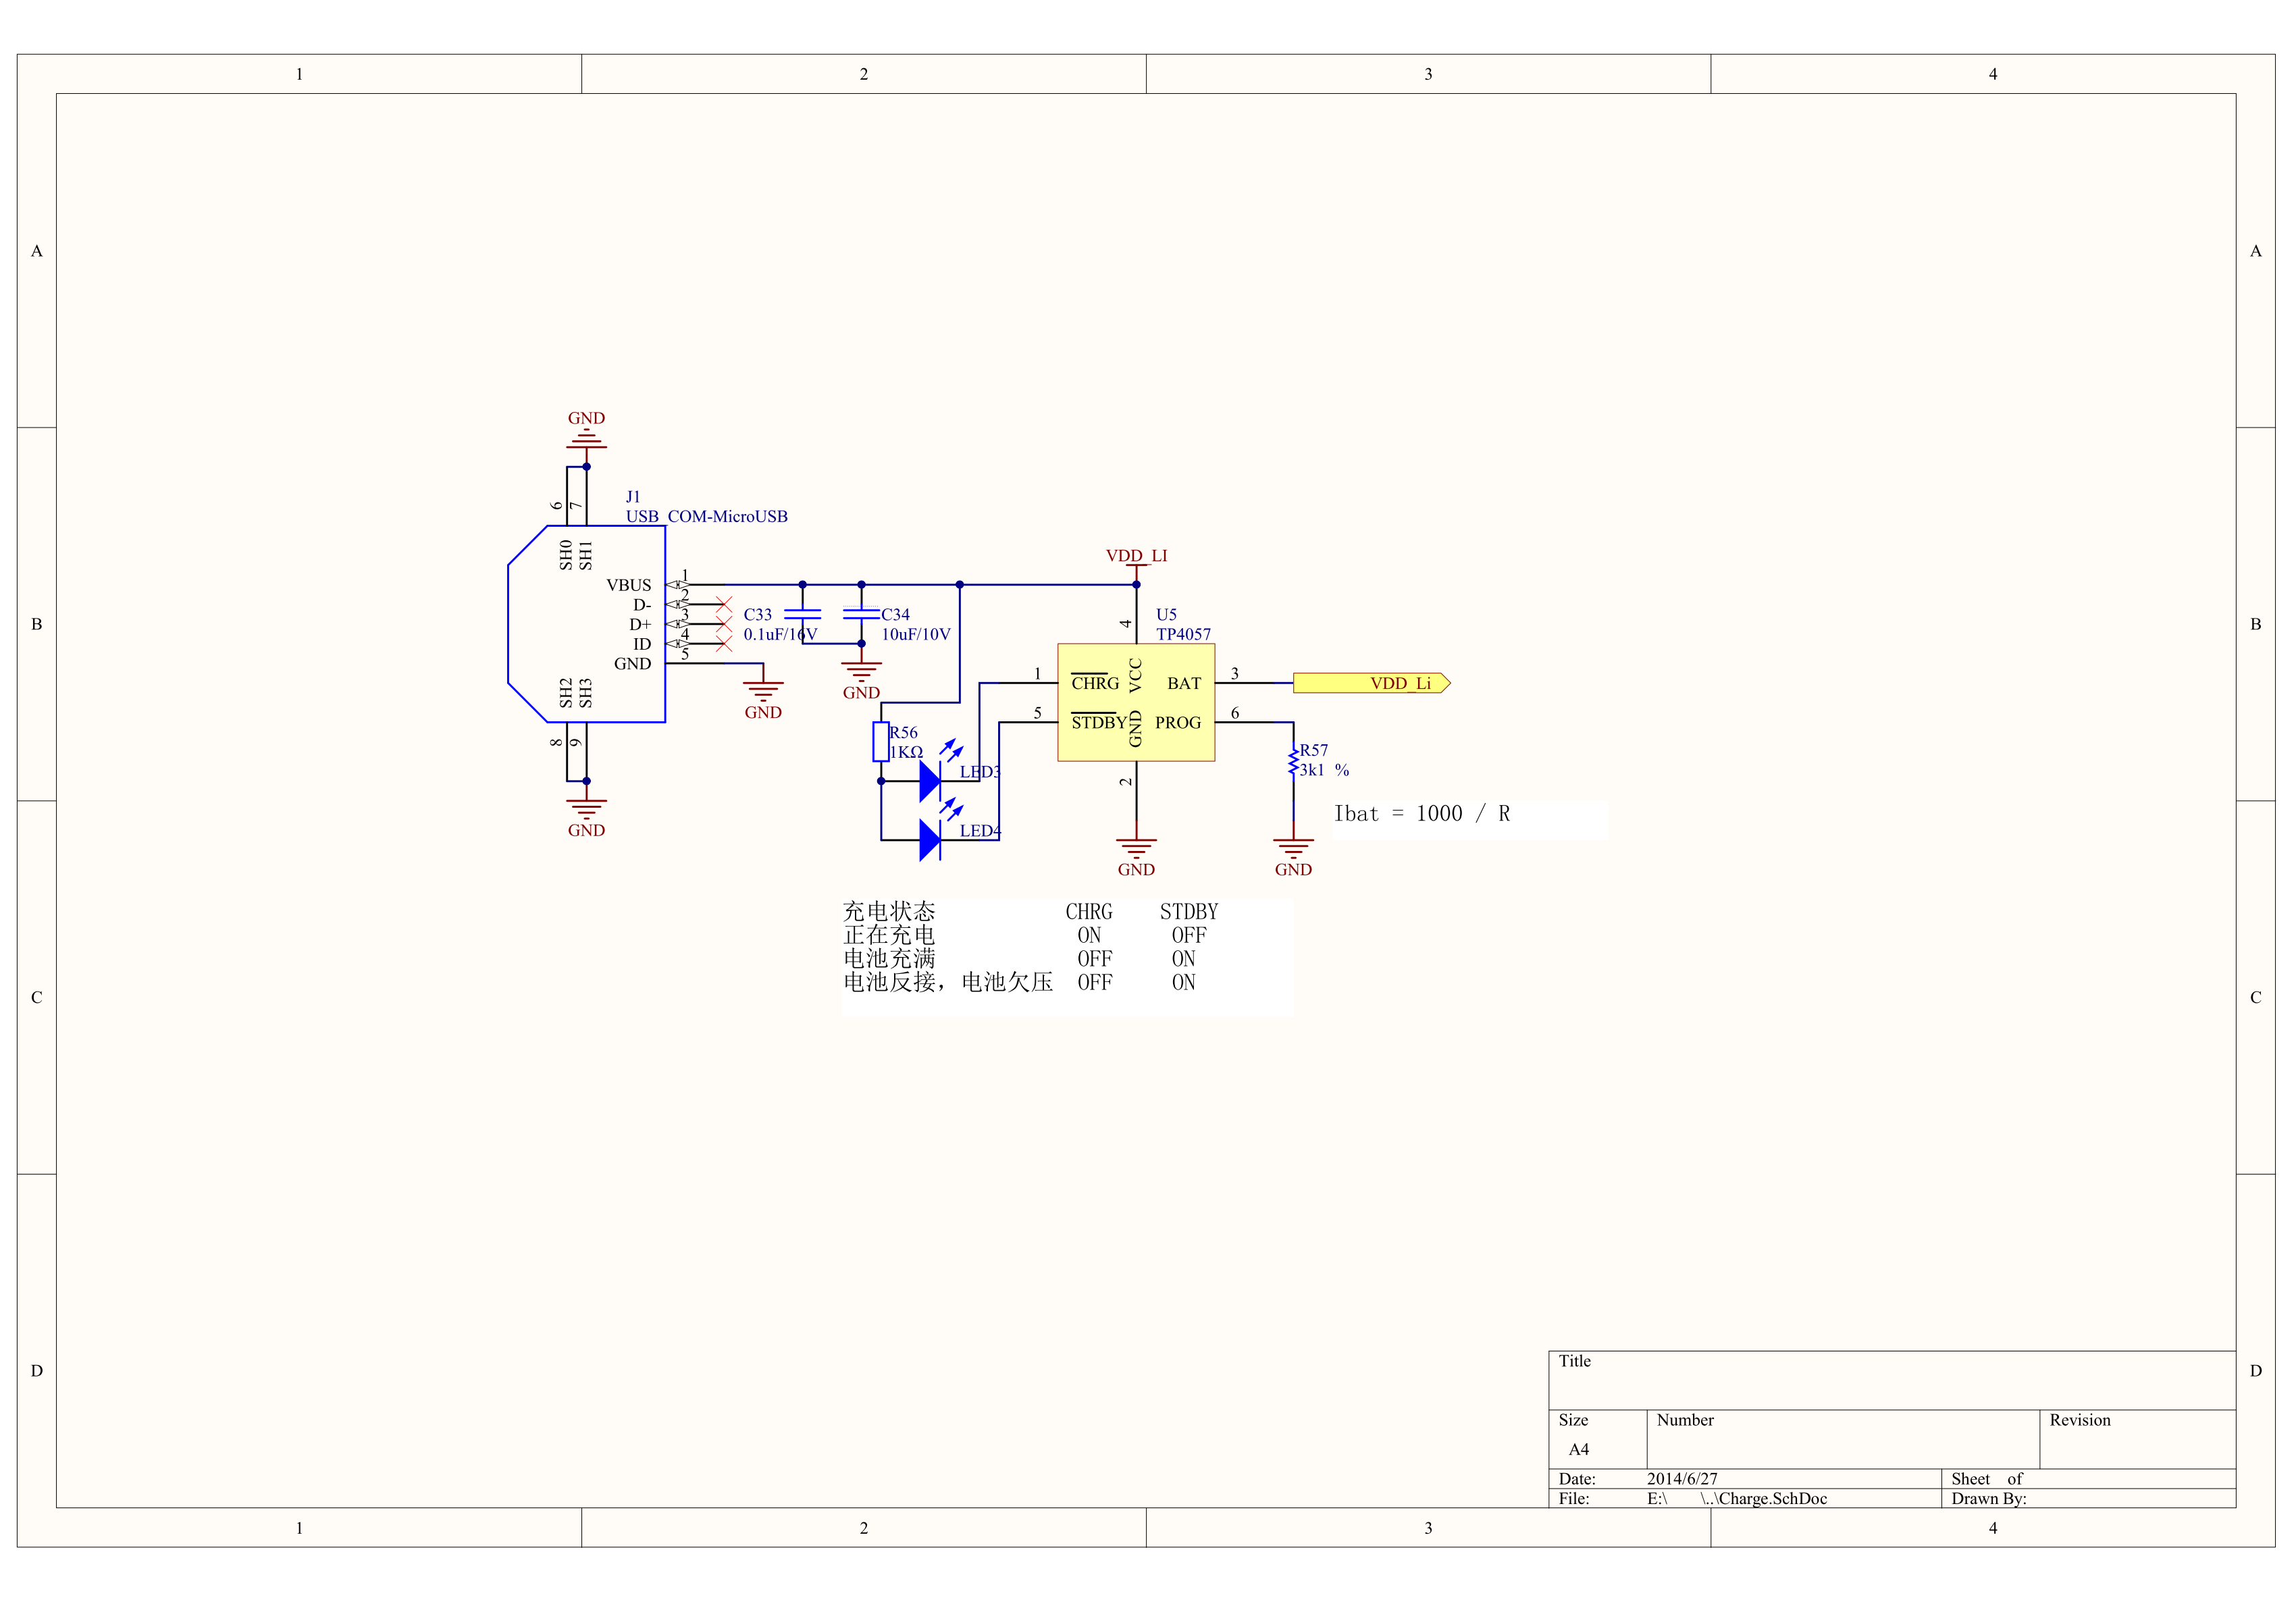 1 2 3 4
A A
GND
6 7
J1
USB_COM-MicroUSB
SH0 SH1
VDD_LI
VBUS 1
D- 2
D+ 3
ID 4
GND 5
C33
0.1uF/16V
C34
10uF/10V
GND
GND
U5
TP4057
4
B B
SH2 SH3
8 9
GND
1 CHRG VCC BAT 3 VDD_Li
5 STDBY GND PROG 6
2
R56
1KΩ
LED3
LED4
R57
3k1 %
Ibat = 1000 / R
GND
GND
充电状态 CHRG STDBY
正在充电 ON OFF
电池充满 OFF ON
电池反接，电池欠压 OFF ON
C C
D D
Title
Size Number Revision
A4
Date: 2014/6/27 Sheet of
File: E:\ \..\Charge.SchDoc Drawn By:
1 2 3 4